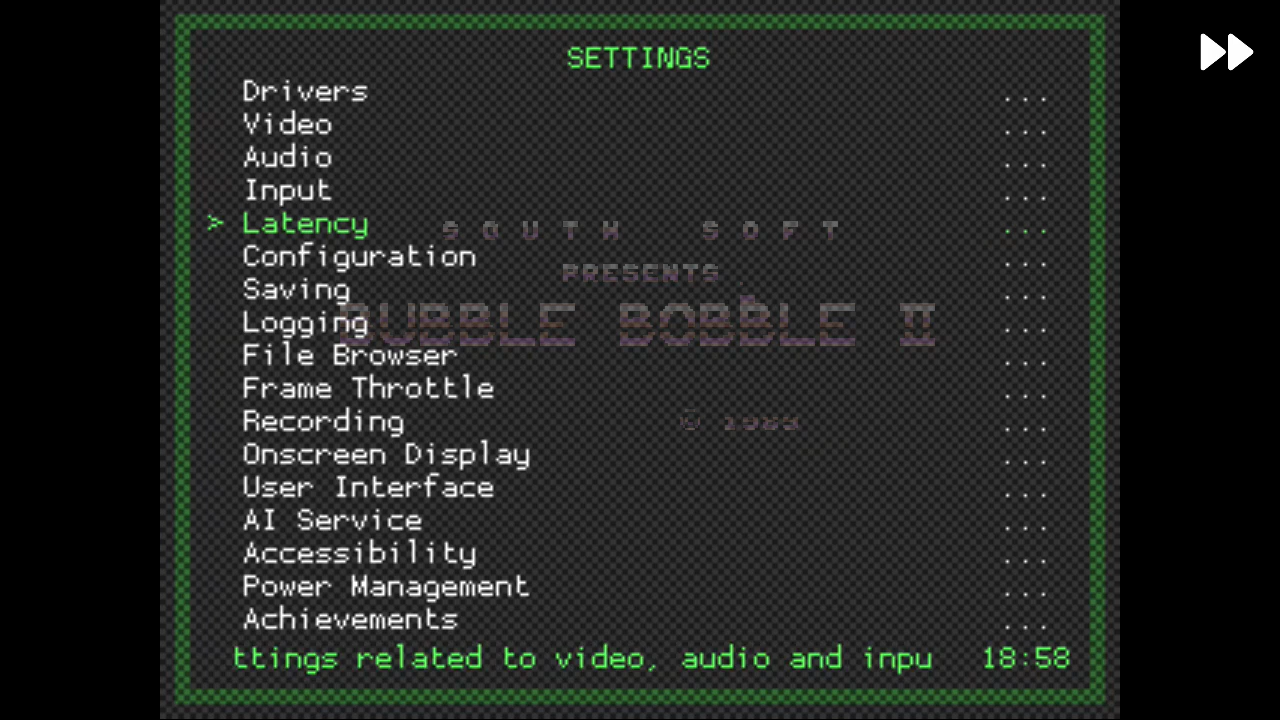 SETTINGS
Drivers ...
Video ...
Audio ...
Input ...
> Latency ...
SOUTH SOFT
Configuration ...
PRESENTS
Saving ...
BUBBLE BOBBLE II
Logging ...
File Browser ...
Frame Throttle ...
Recording ...
© 1989
Onscreen Display ...
User Interface ...
AI Service ...
Accessibility ...
Power Management ...
Achievements ...
ttings related to video, audio and inpu 18:58